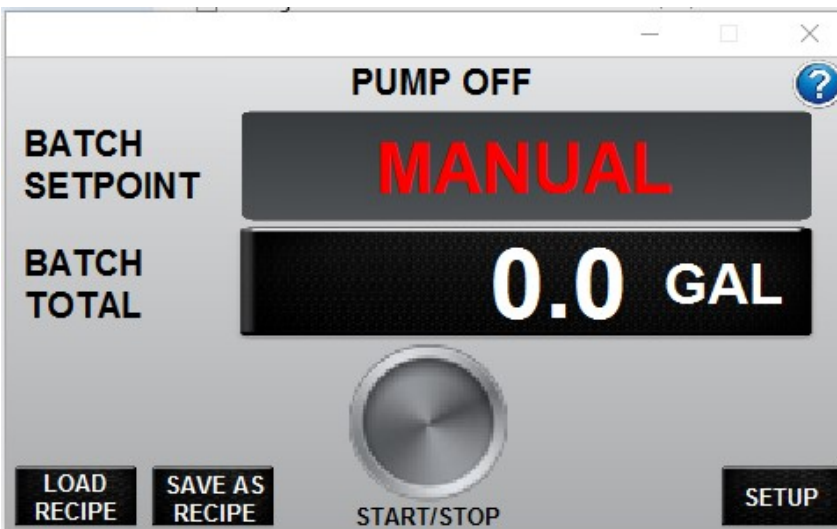 PUMP OFF
?
BATCH
SETPOINT
MANUAL
BATCH
TOTAL
0.0 GAL
LOAD
RECIPE
SAVE AS
RECIPE
START/STOP
SETUP